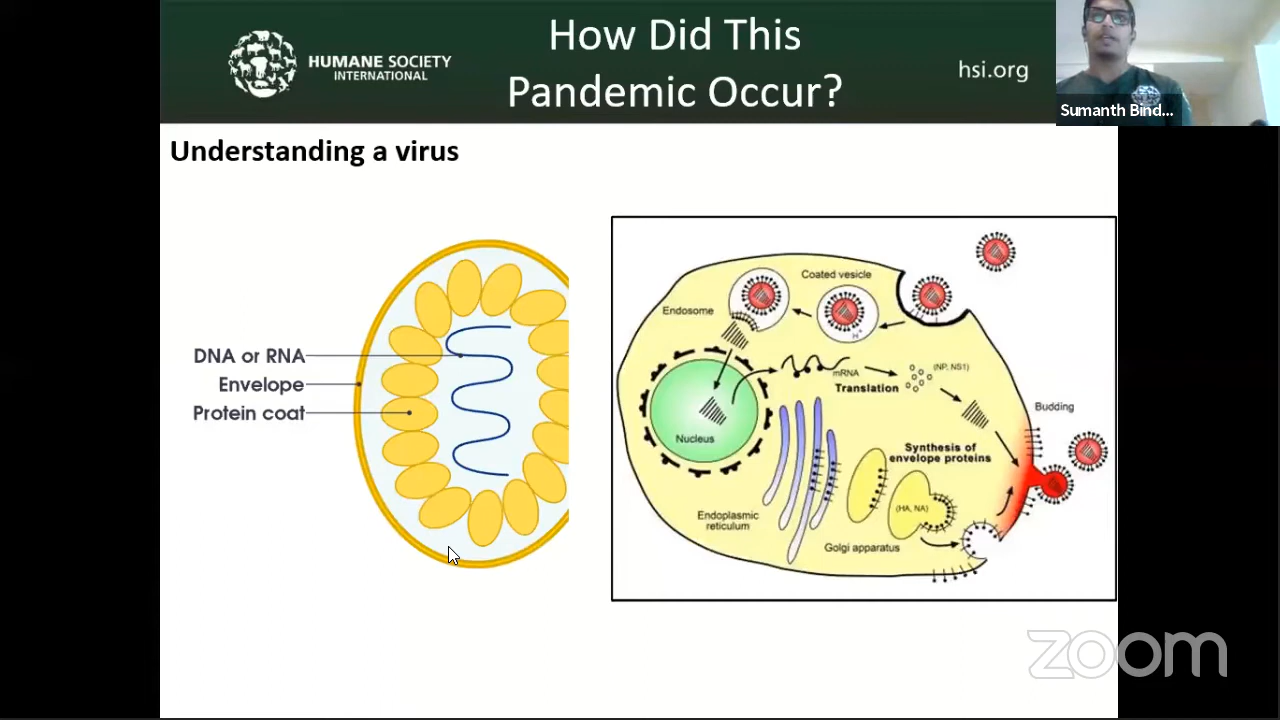 How Did This
Pandemic Occur?
HUMANE SOCIETY
INTERNATIONAL
hsi.org
Sumanth Bind...
Understanding a virus
DNA or RNA
Envelope
Protein coat
Coated vesicle
Endosome
H+
mRNA
(NP, NS1)
Translation
Budding
Nucleus
Synthesis of
envelope proteins
(HA, NA)
Endoplasmic
reticulum
Golgi apparatus
zoom